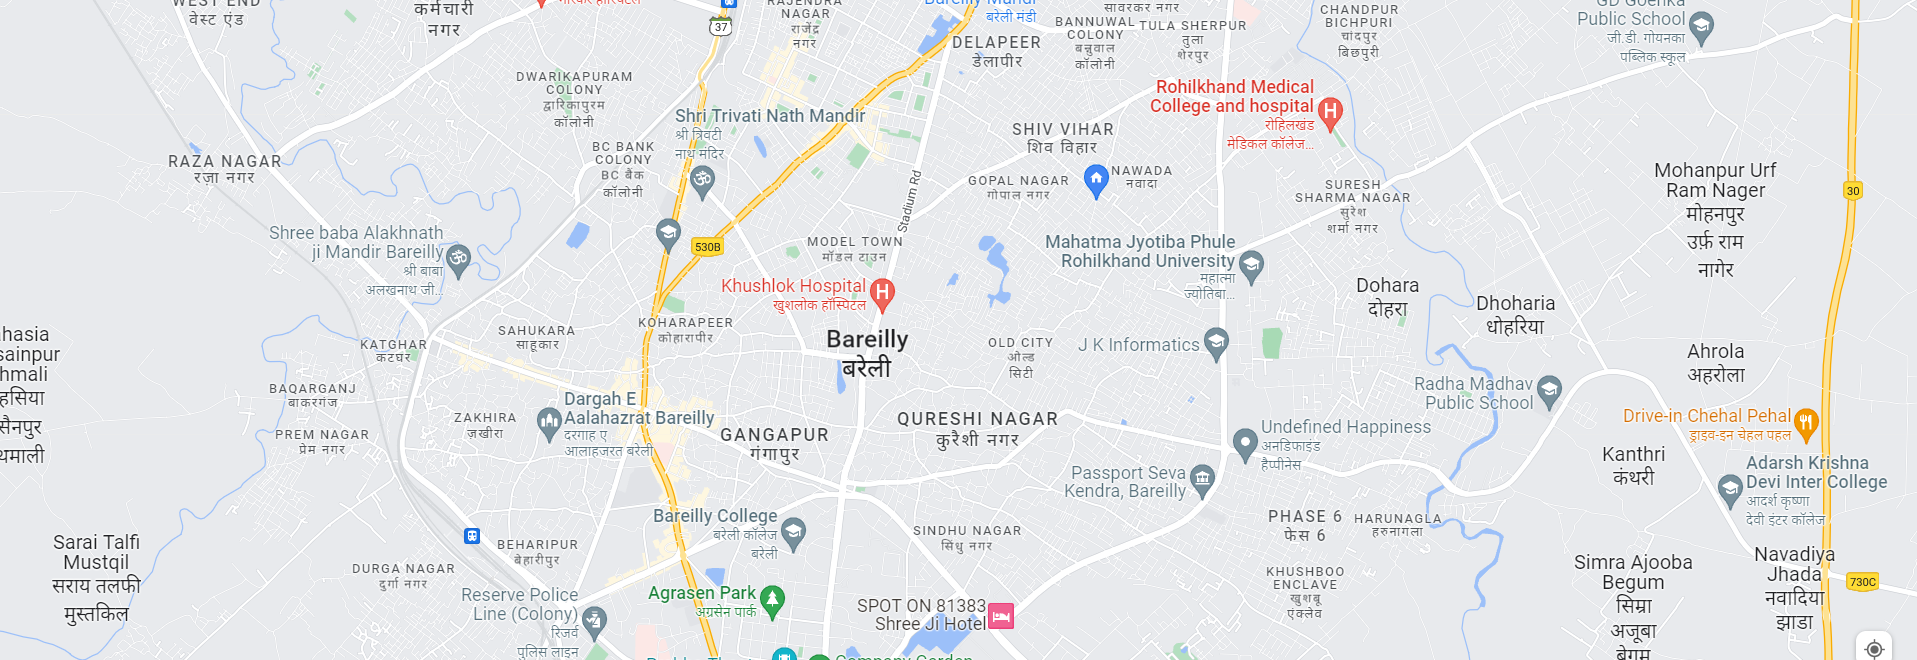 WEST END
वेस्ट एंड
कर्मचारी
नगर
37
RAJENDRA
NAGAR
राजेंद्र
नगर
Bareilly Mandi
बरेली मंडी
DELAPEER
डेलापीर
सावरकर नगर
BANNUWAL
COLONY
बन्नुवाल
कॉलोनी
TULA SHERPUR
तुला
शेरपुर
CHANDPUR
BICHPURI
चांदपुर
बिछपुरी
GD Goenka
Public School
जी.डी. गोयनका
पब्लिक स्कूल
DWARIKAPURAM
COLONY
द्वारिकापुरम
कॉलोनी
Shri Trivati Nath Mandir
श्री त्रिवटी
नाथ मंदिर
Rohilkhand Medical
College and hospital
रोहिलखंड
मेडिकल कॉलेज...
SHIV VIHAR
शिव विहार
BC BANK
COLONY
BC बैंक
कॉलोनी
RAZA NAGAR
रज़ा नगर
GOPAL NAGAR
गोपाल नगर
NAWADA
नवादा
SURESH
SHARMA NAGAR
सुरेश
शर्मा नगर
Mohanpur Urf
Ram Nager
मोहनपुर
उर्फ़ राम
नागेर
30
Stadium Rd
Shree baba Alakhnath
ji Mandir Bareilly
श्री बाबा
अलखनाथ जी...
530B
MODEL TOWN
मॉडल टाउन
Mahatma Jyotiba Phule
Rohilkhand University
महात्मा
ज्योतिबा...
Khushlok Hospital
खुशलोक हॉस्पिटल
Dohara
दोहरा
Dhoharia
धोहरिया
KOHARAPEER
कोहारापीर
SAHUKARA
साहूकार
KATGHAR
कटघर
Bareilly
बरेली
OLD CITY
ओल्ड
सिटी
J K Informatics
Ahrola
अहरोला
BAQARGANJ
बाकरगंज
ZAKHIRA
जखीरा
Dargah E
Aalahazrat Bareilly
दरगाह ए
आलाहजरत बरेली
Radha Madhav
Public School
Drive-in Chehal Pehal
ड्राइव-इन चेहल पहल
PREM NAGAR
प्रेम नगर
GANGAPUR
गंगापुर
QURESHI NAGAR
कुरैशी नगर
Undefined Happiness
अनडिफाइंड
हैप्पीनेस
Kanthri
कंथरी
Passport Seva
Kendra, Bareilly
Adarsh Krishna
Devi Inter College
आदर्श कृष्णा
देवी इंटर कॉलेज
Bareilly College
बरेली कॉलेज
बरेली
SINDHU NAGAR
सिंधु नगर
PHASE 6
फेस 6
HARUNAGLA
हरुनागला
Sarai Talfi
Mustqil
सराय तलफी
मुस्तकिल
BEHARIPUR
बेहारीपुर
DURGA NAGAR
दुर्गा नगर
KHUSHBOO
ENCLAVE
खुशबू
एंक्लेव
Simra Ajooba
Begum
सिम्रा
अजूबा
बेगम
Navadiya
Jhada
नवादिया
झाडा
730C
Reserve Police
Line (Colony)
रिजर्व
पुलिस लाइन
Agrasen Park
अग्रसेन पार्क
SPOT ON 81383
Shree Ji Hotel
Company Garden